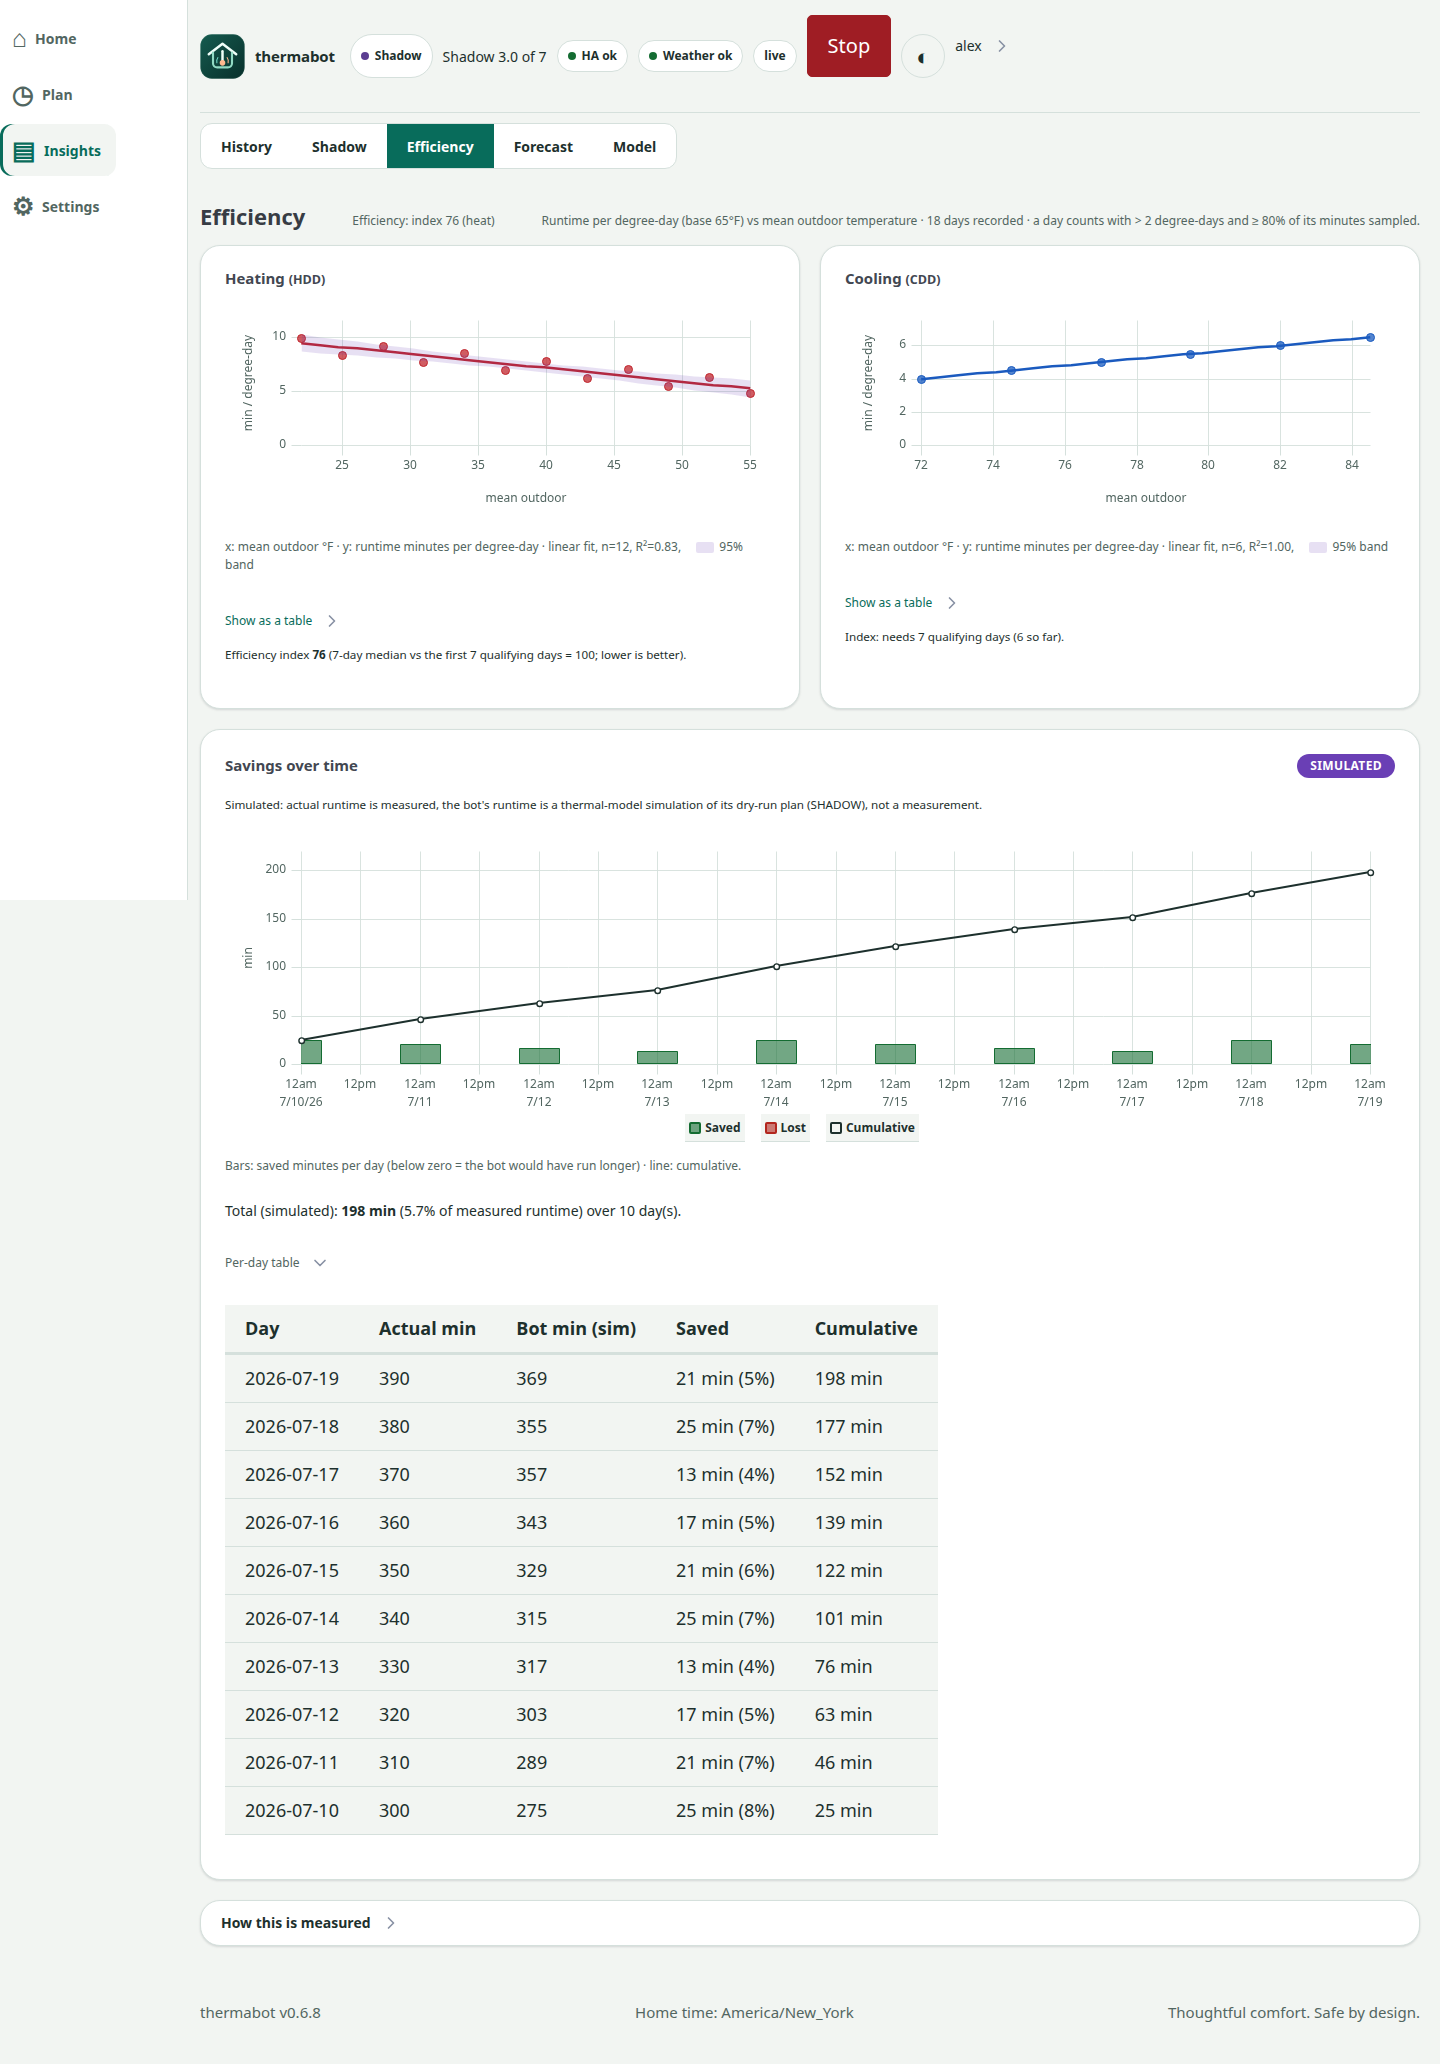 Home
Plan
Insights
Settings
thermabot
Shadow
Shadow 3.0 of 7
HA ok
Weather ok
live
Stop
alex
History
Shadow
Efficiency
Forecast
Model
Efficiency
Efficiency: index 76 (heat)
Runtime per degree-day (base 65°F) vs mean outdoor temperature · 18 days recorded · a day counts with > 2 degree-days and ≥ 80% of its minutes sampled.
Heating (HDD)
min / degree-day
10
5
0
25 30 35 40 45 50 55
mean outdoor
x: mean outdoor °F · y: runtime minutes per degree-day · linear fit, n=12, R²=0.83, 95%
band
Show as a table
Efficiency index 76 (7-day median vs the first 7 qualifying days = 100; lower is better).
Cooling (CDD)
min / degree-day
6
4
2
0
72 74 76 78 80 82 84
mean outdoor
x: mean outdoor °F · y: runtime minutes per degree-day · linear fit, n=6, R²=1.00, 95% band
Show as a table
Index: needs 7 qualifying days (6 so far).
Savings over time
SIMULATED
Simulated: actual runtime is measured, the bot's runtime is a thermal-model simulation of its dry-run plan (SHADOW), not a measurement.
min
200
150
100
50
0
12am 12pm 12am 12pm 12am 12pm 12am 12pm 12am 12pm 12am 12pm 12am 12pm 12am 12pm 12am 12pm 12am
7/10/26 7/11 7/12 7/13 7/14 7/15 7/16 7/17 7/18 7/19
Saved Lost Cumulative
Bars: saved minutes per day (below zero = the bot would have run longer) · line: cumulative.
Total (simulated): 198 min (5.7% of measured runtime) over 10 day(s).
Per-day table
Day Actual min Bot min (sim) Saved Cumulative
2026-07-19 390 369 21 min (5%) 198 min
2026-07-18 380 355 25 min (7%) 177 min
2026-07-17 370 357 13 min (4%) 152 min
2026-07-16 360 343 17 min (5%) 139 min
2026-07-15 350 329 21 min (6%) 122 min
2026-07-14 340 315 25 min (7%) 101 min
2026-07-13 330 317 13 min (4%) 76 min
2026-07-12 320 303 17 min (5%) 63 min
2026-07-11 310 289 21 min (7%) 46 min
2026-07-10 300 275 25 min (8%) 25 min
How this is measured
thermabot v0.6.8
Home time: America/New_York
Thoughtful comfort. Safe by design.